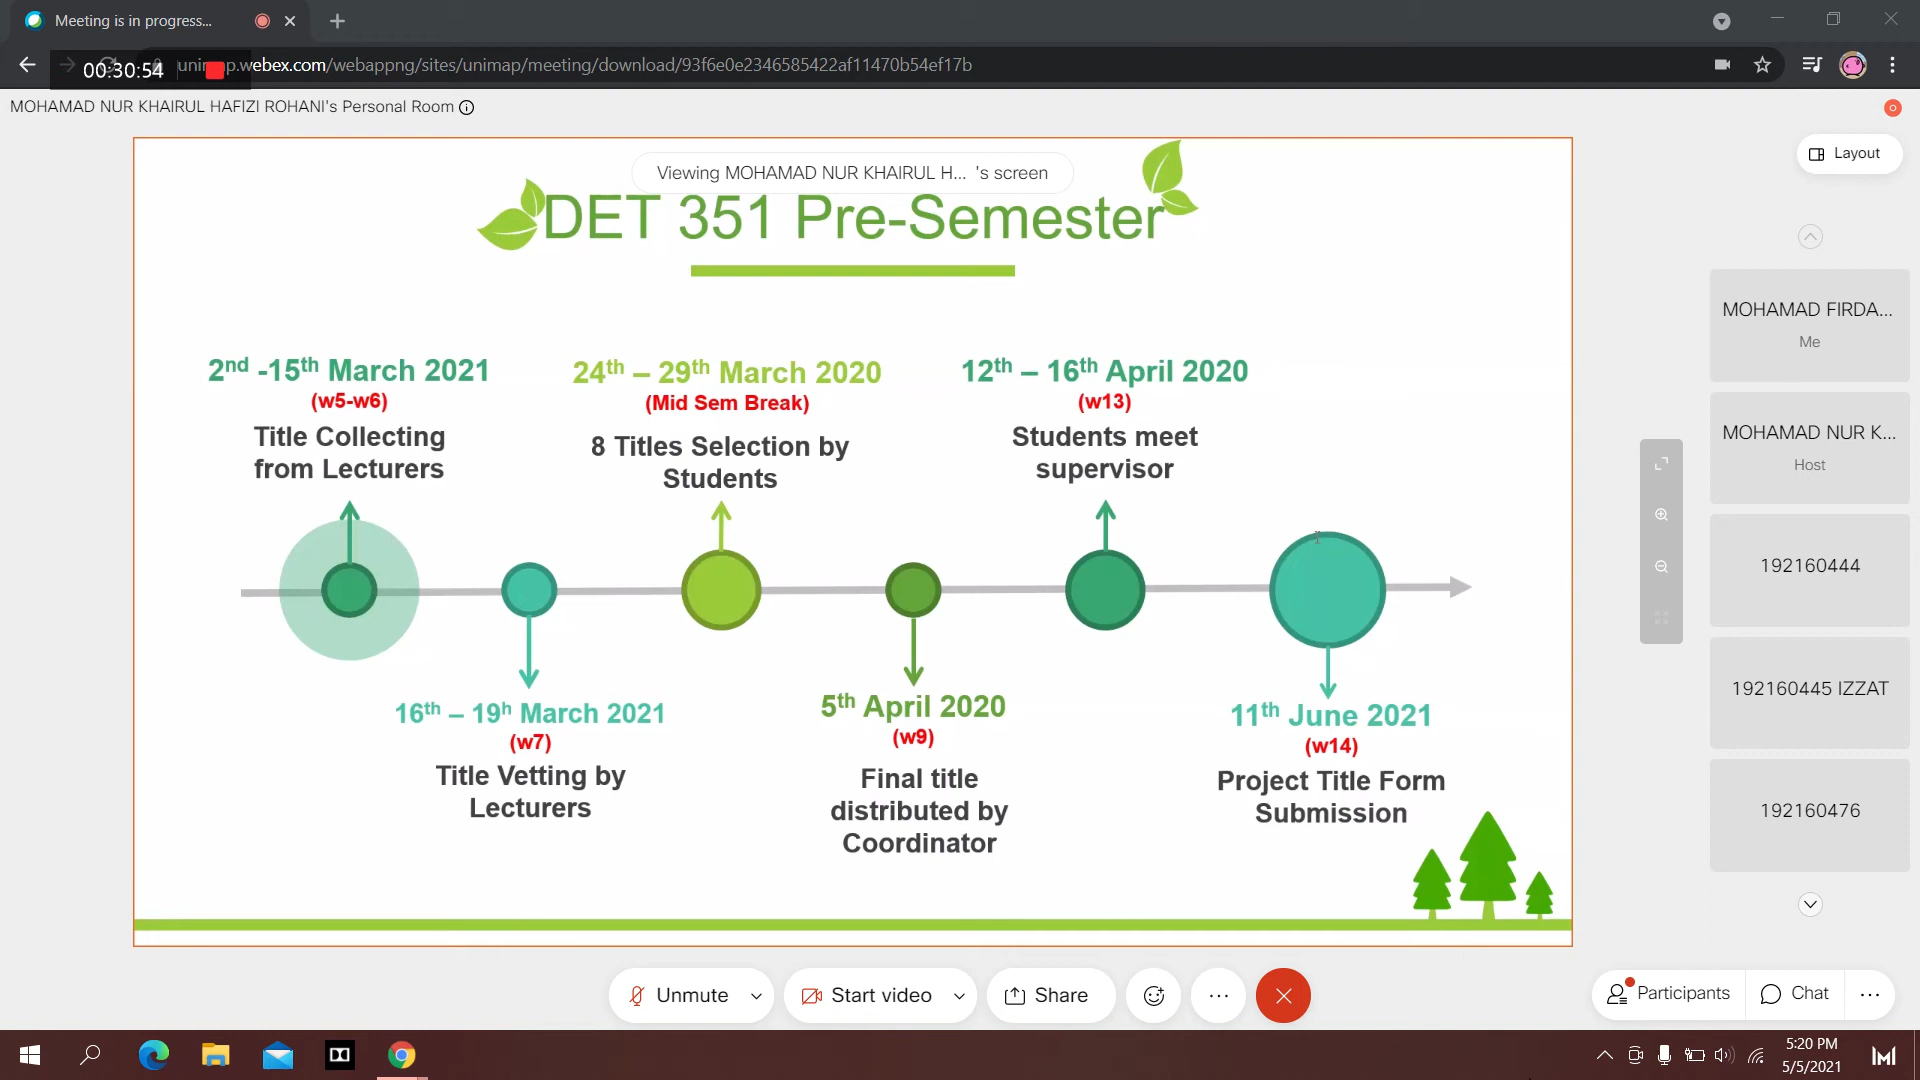 Meeting is in progress...
00:30:54
webex.com/webappng/sites/unimap/meeting/download/93f6e0e2346585422af11470b54ef17b
MOHAMAD NUR KHAIRUL HAFIZI ROHANI's Personal Room
Layout
Viewing MOHAMAD NUR KHAIRUL H... 's screen
DET 351 Pre-Semester
2nd -15th March 2021
(w5-w6)
Title Collecting
from Lecturers
24th – 29th March 2020
(Mid Sem Break)
8 Titles Selection by
Students
12th – 16th April 2020
(w13)
Students meet
supervisor
16th – 19h March 2021
(w7)
Title Vetting by
Lecturers
5th April 2020
(w9)
Final title
distributed by
Coordinator
11th June 2021
(w14)
Project Title Form
Submission
MOHAMAD FIRDA...
Me
MOHAMAD NUR K...
Host
192160444
192160445 IZZAT
192160476
Unmute
Start video
Share
Participants
Chat
5:20 PM
5/5/2021